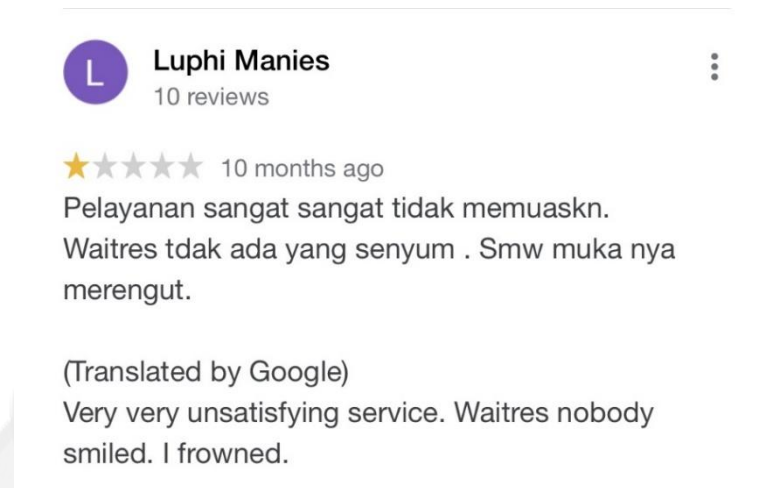 L
Luphi Manies
10 reviews
10 months ago
Pelayanan sangat sangat tidak memuaskn.
Waitres tdak ada yang senyum . Smw muka nya
merengut.
(Translated by Google)
Very very unsatisfying service. Waitres nobody
smiled. I frowned.